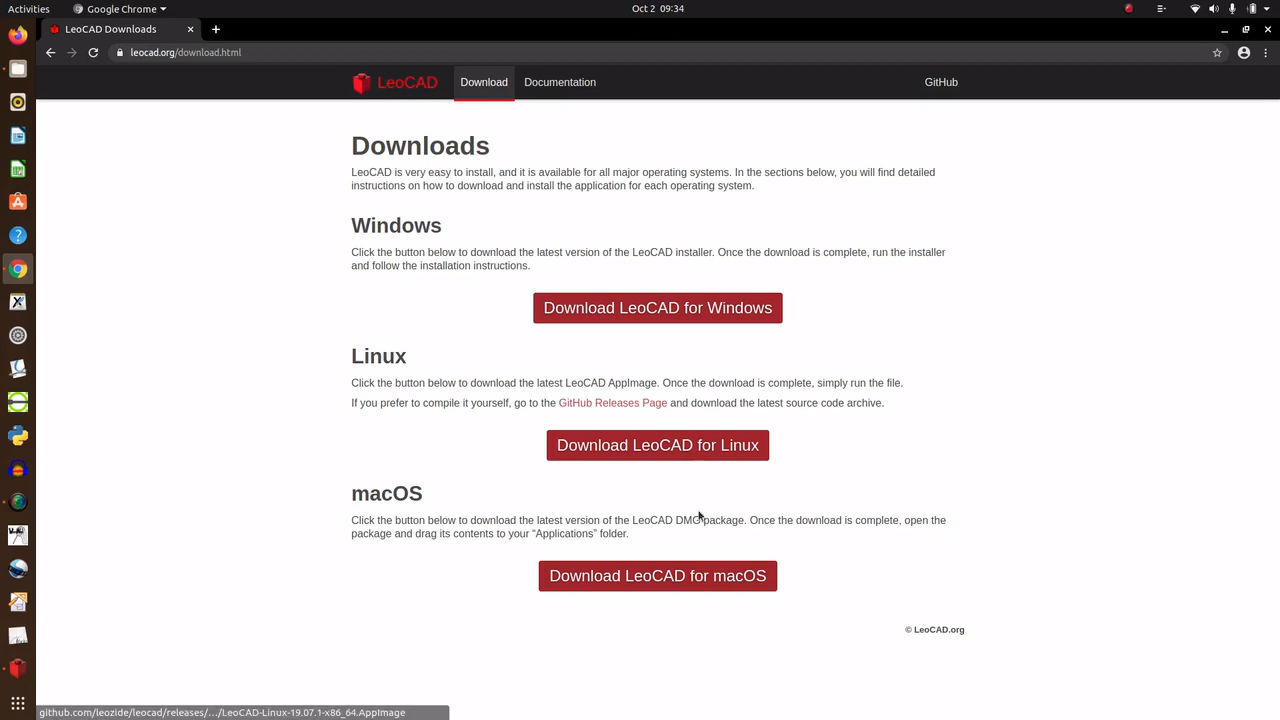 Activities
Google Chrome
Oct 2 09:34
LeoCAD Downloads
leocad.org/download.html
LeoCAD
Download
Documentation
GitHub
Downloads
LeoCAD is very easy to install, and it is available for all major operating systems. In the sections below, you will find detailed
instructions on how to download and install the application for each operating system.
Windows
Click the button below to download the latest version of the LeoCAD installer. Once the download is complete, run the installer
and follow the installation instructions.
Download LeoCAD for Windows
Linux
Click the button below to download the latest LeoCAD AppImage. Once the download is complete, simply run the file.
If you prefer to compile it yourself, go to the GitHub Releases Page and download the latest source code archive.
Download LeoCAD for Linux
macOS
Click the button below to download the latest version of the LeoCAD DMG package. Once the download is complete, open the
package and drag its contents to your “Applications” folder.
Download LeoCAD for macOS
© LeoCAD.org
github.com/leozide/leocad/releases/…/LeoCAD-Linux-19.07.1-x86_64.AppImage